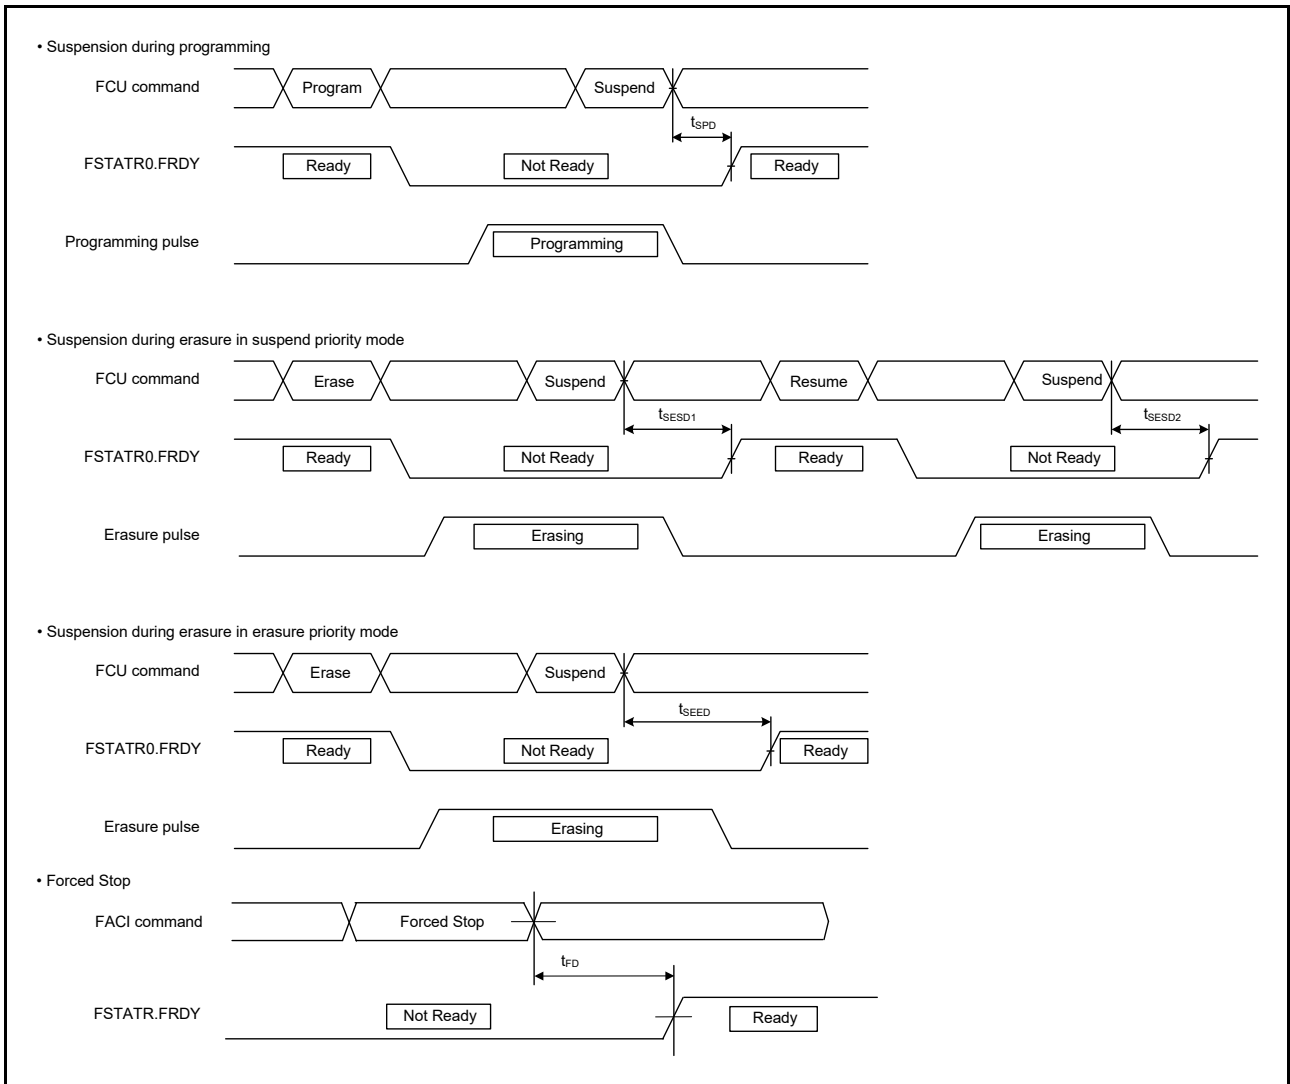 • Suspension during programming
FCU command Program Suspend
tSPD
FSTATR0.FRDY Ready Not Ready Ready
Programming pulse Programming
• Suspension during erasure in suspend priority mode
FCU command Erase Suspend Resume Suspend
tSESD1 tSESD2
FSTATR0.FRDY Ready Not Ready Ready Not Ready
Erasure pulse Erasing Erasing
• Suspension during erasure in erasure priority mode
FCU command Erase Suspend
tSEED
FSTATR0.FRDY Ready Not Ready Ready
Erasure pulse Erasing
• Forced Stop
FACI command Forced Stop
tFD
FSTATR.FRDY Not Ready Ready